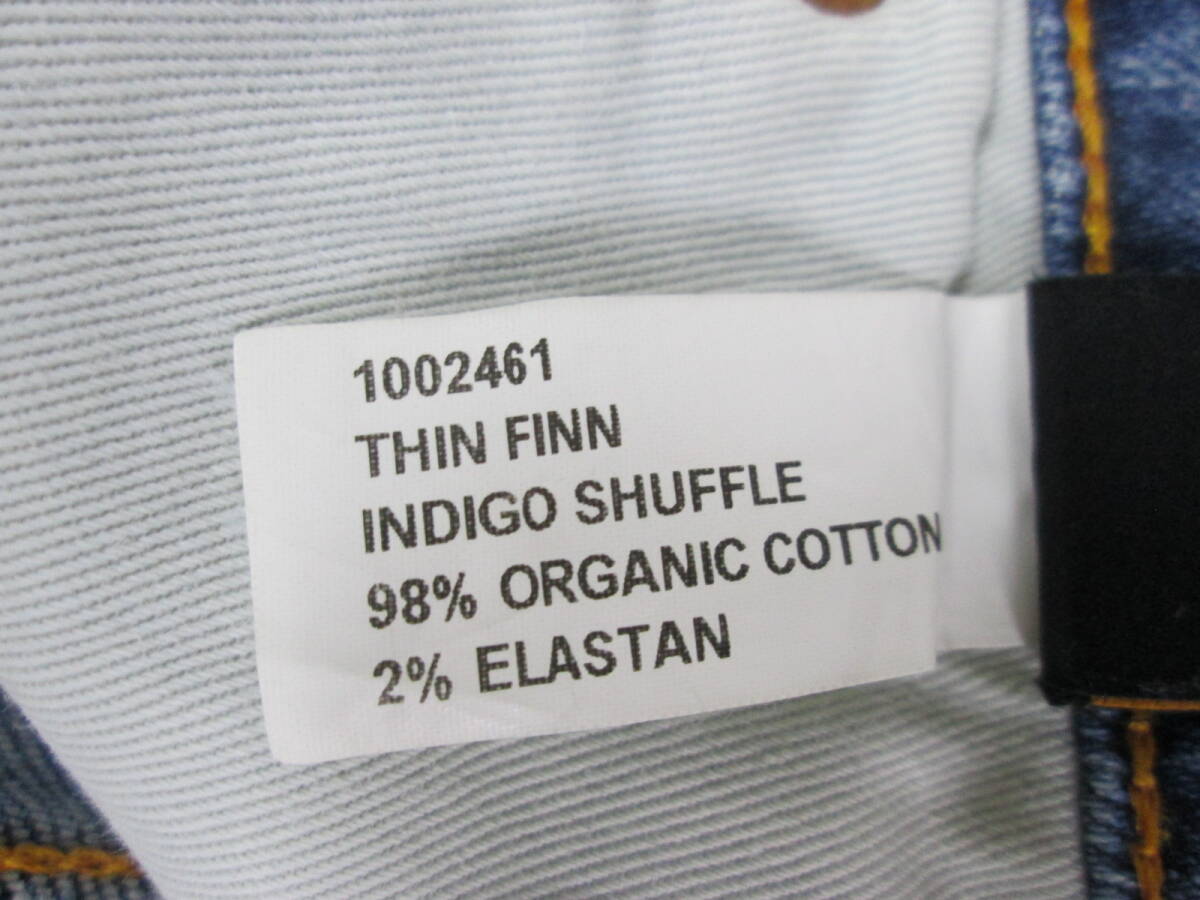 1002461
THIN FINN
INDIGO SHUFFLE
98% ORGANIC COTTON
2% ELASTAN